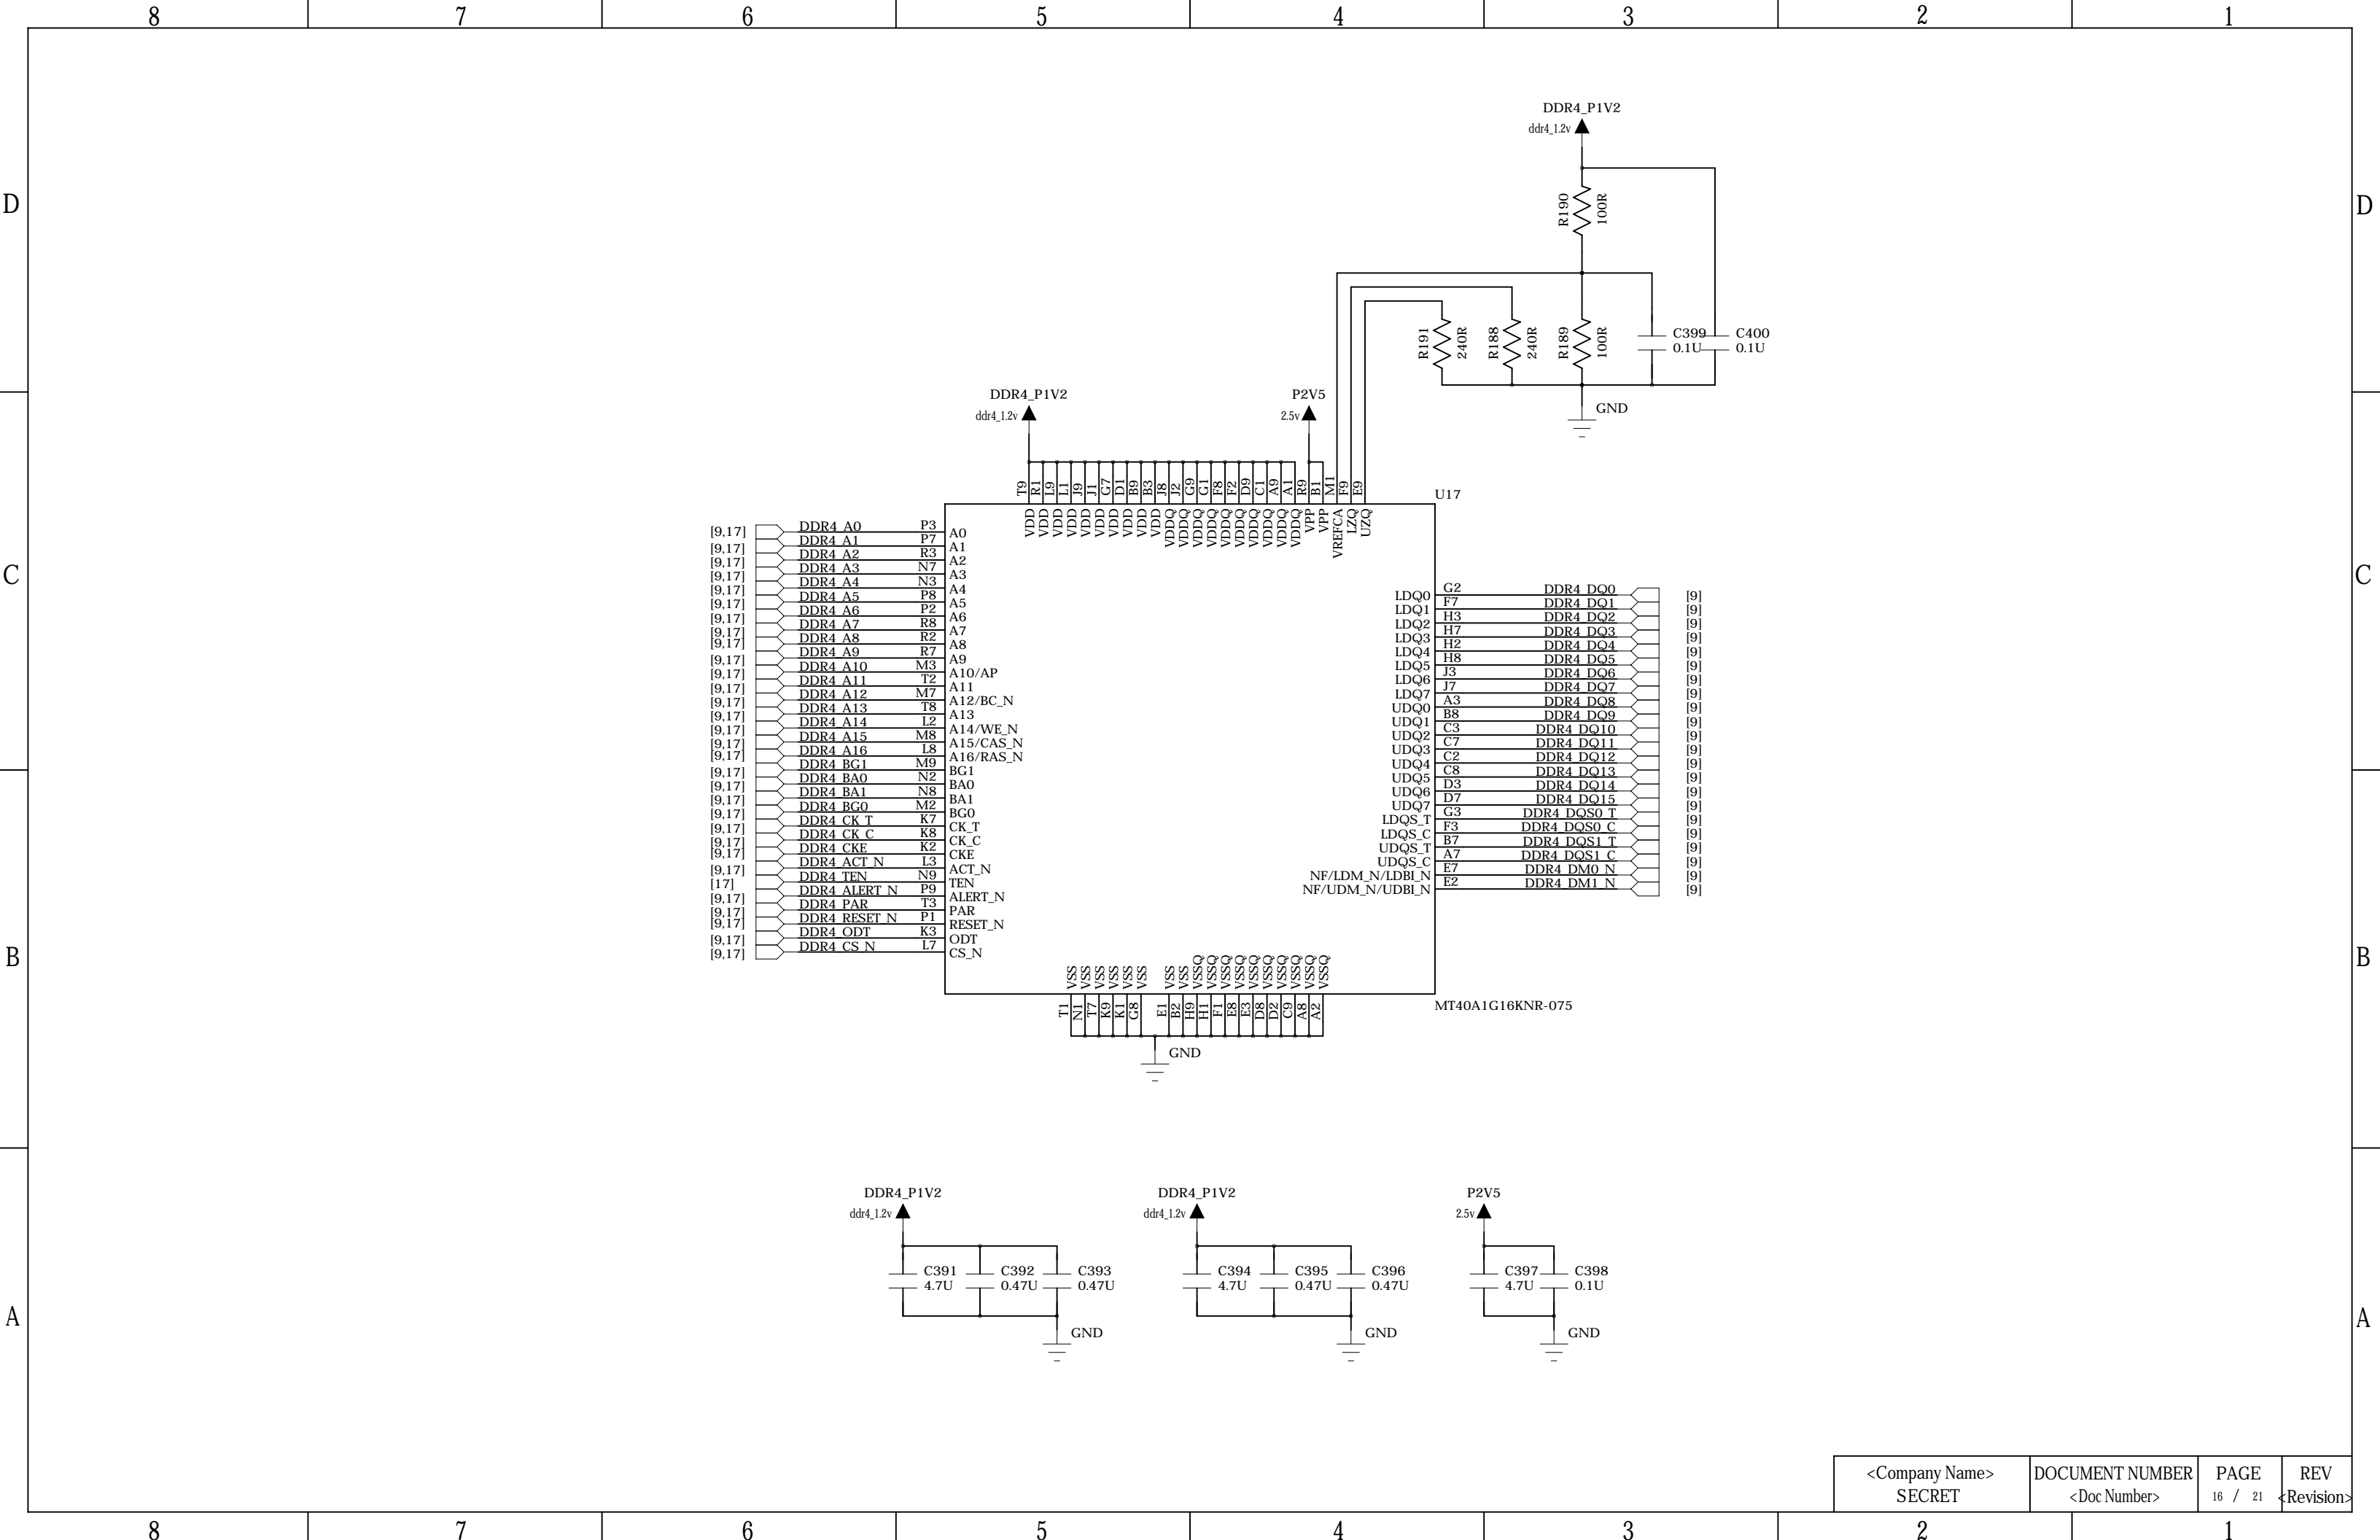 8 7 6 5 4 3 2 1
DDR4_P1V2
ddr4_1.2v
D D
R190 100R
R191 240R R188 240R R189 100R C399 0.1U C400 0.1U
GND
DDR4_P1V2 P2V5
ddr4_1.2v 2.5v
T9 R1 L9 L1 J9 J1 G7 D1 B9 B3 J8 J2 G9 G1 F8 F2 D9 C1 A9 A1 R9 B1 M1 F9 E9
U17
VDD VDD VDD VDD VDD VDD VDD VDD VDD VDD VDDQ VDDQ VDDQ VDDQ VDDQ VDDQ VDDQ VDDQ VDDQ VDDQ VPP VPP VREFCA LZQ UZQ
C C
[9,17] DDR4_A0 P3 A0
[9,17] DDR4_A1 P7 A1
[9,17] DDR4_A2 R3 A2
[9,17] DDR4_A3 N7 A3
[9,17] DDR4_A4 N3 A4
[9,17] DDR4_A5 P8 A5
[9,17] DDR4_A6 P2 A6
[9,17] DDR4_A7 R8 A7
[9,17] DDR4_A8 R2 A8
[9,17] DDR4_A9 R7 A9
[9,17] DDR4_A10 M3 A10/AP
[9,17] DDR4_A11 T2 A11
[9,17] DDR4_A12 M7 A12/BC_N
[9,17] DDR4_A13 T8 A13
[9,17] DDR4_A14 L2 A14/WE_N
[9,17] DDR4_A15 M8 A15/CAS_N
[9,17] DDR4_A16 L8 A16/RAS_N
[9,17] DDR4_BG1 M9 BG1
[9,17] DDR4_BA0 N2 BA0
[9,17] DDR4_BA1 N8 BA1
[9,17] DDR4_BG0 M2 BG0
[9,17] DDR4_CK_T K7 CK_T
[9,17] DDR4_CK_C K8 CK_C
[9,17] DDR4_CKE K2 CKE
[9,17] DDR4_ACT_N L3 ACT_N
[17] DDR4_TEN N9 TEN
[9,17] DDR4_ALERT_N P9 ALERT_N
[9,17] DDR4_PAR T3 PAR
[9,17] DDR4_RESET_N P1 RESET_N
[9,17] DDR4_ODT K3 ODT
[9,17] DDR4_CS_N L7 CS_N
LDQ0 G2 DDR4_DQ0 [9]
LDQ1 F7 DDR4_DQ1 [9]
LDQ2 H3 DDR4_DQ2 [9]
LDQ3 H7 DDR4_DQ3 [9]
LDQ4 H2 DDR4_DQ4 [9]
LDQ5 H8 DDR4_DQ5 [9]
LDQ6 J3 DDR4_DQ6 [9]
LDQ7 J7 DDR4_DQ7 [9]
UDQ0 A3 DDR4_DQ8 [9]
UDQ1 B8 DDR4_DQ9 [9]
UDQ2 C3 DDR4_DQ10 [9]
UDQ3 C7 DDR4_DQ11 [9]
UDQ4 C2 DDR4_DQ12 [9]
UDQ5 C8 DDR4_DQ13 [9]
UDQ6 D3 DDR4_DQ14 [9]
UDQ7 D7 DDR4_DQ15 [9]
LDQS_T G3 DDR4_DQS0_T [9]
LDQS_C F3 DDR4_DQS0_C [9]
UDQS_T B7 DDR4_DQS1_T [9]
UDQS_C A7 DDR4_DQS1_C [9]
NF/LDM_N/LDBI_N E7 DDR4_DM0_N [9]
NF/UDM_N/UDBI_N E2 DDR4_DM1_N [9]
B B
VSS VSS VSS VSS VSS VSS VSS VSS VSSQ VSSQ VSSQ VSSQ VSSQ VSSQ VSSQ VSSQ VSSQ VSSQ
T1 N1 T7 K9 K1 G8 E1 B2 H9 H1 F1 E8 E3 D8 D2 C9 A8 A2
MT40A1G16KNR-075
GND
DDR4_P1V2 DDR4_P1V2 P2V5
ddr4_1.2v ddr4_1.2v 2.5v
C391 C392 C393 C394 C395 C396 C397 C398
4.7U 0.47U 0.47U 4.7U 0.47U 0.47U 4.7U 0.1U
A A
GND GND GND
<Company Name> DOCUMENT NUMBER PAGE REV
SECRET <Doc Number> 16 / 21 <Revision>
8 7 6 5 4 3 2 1